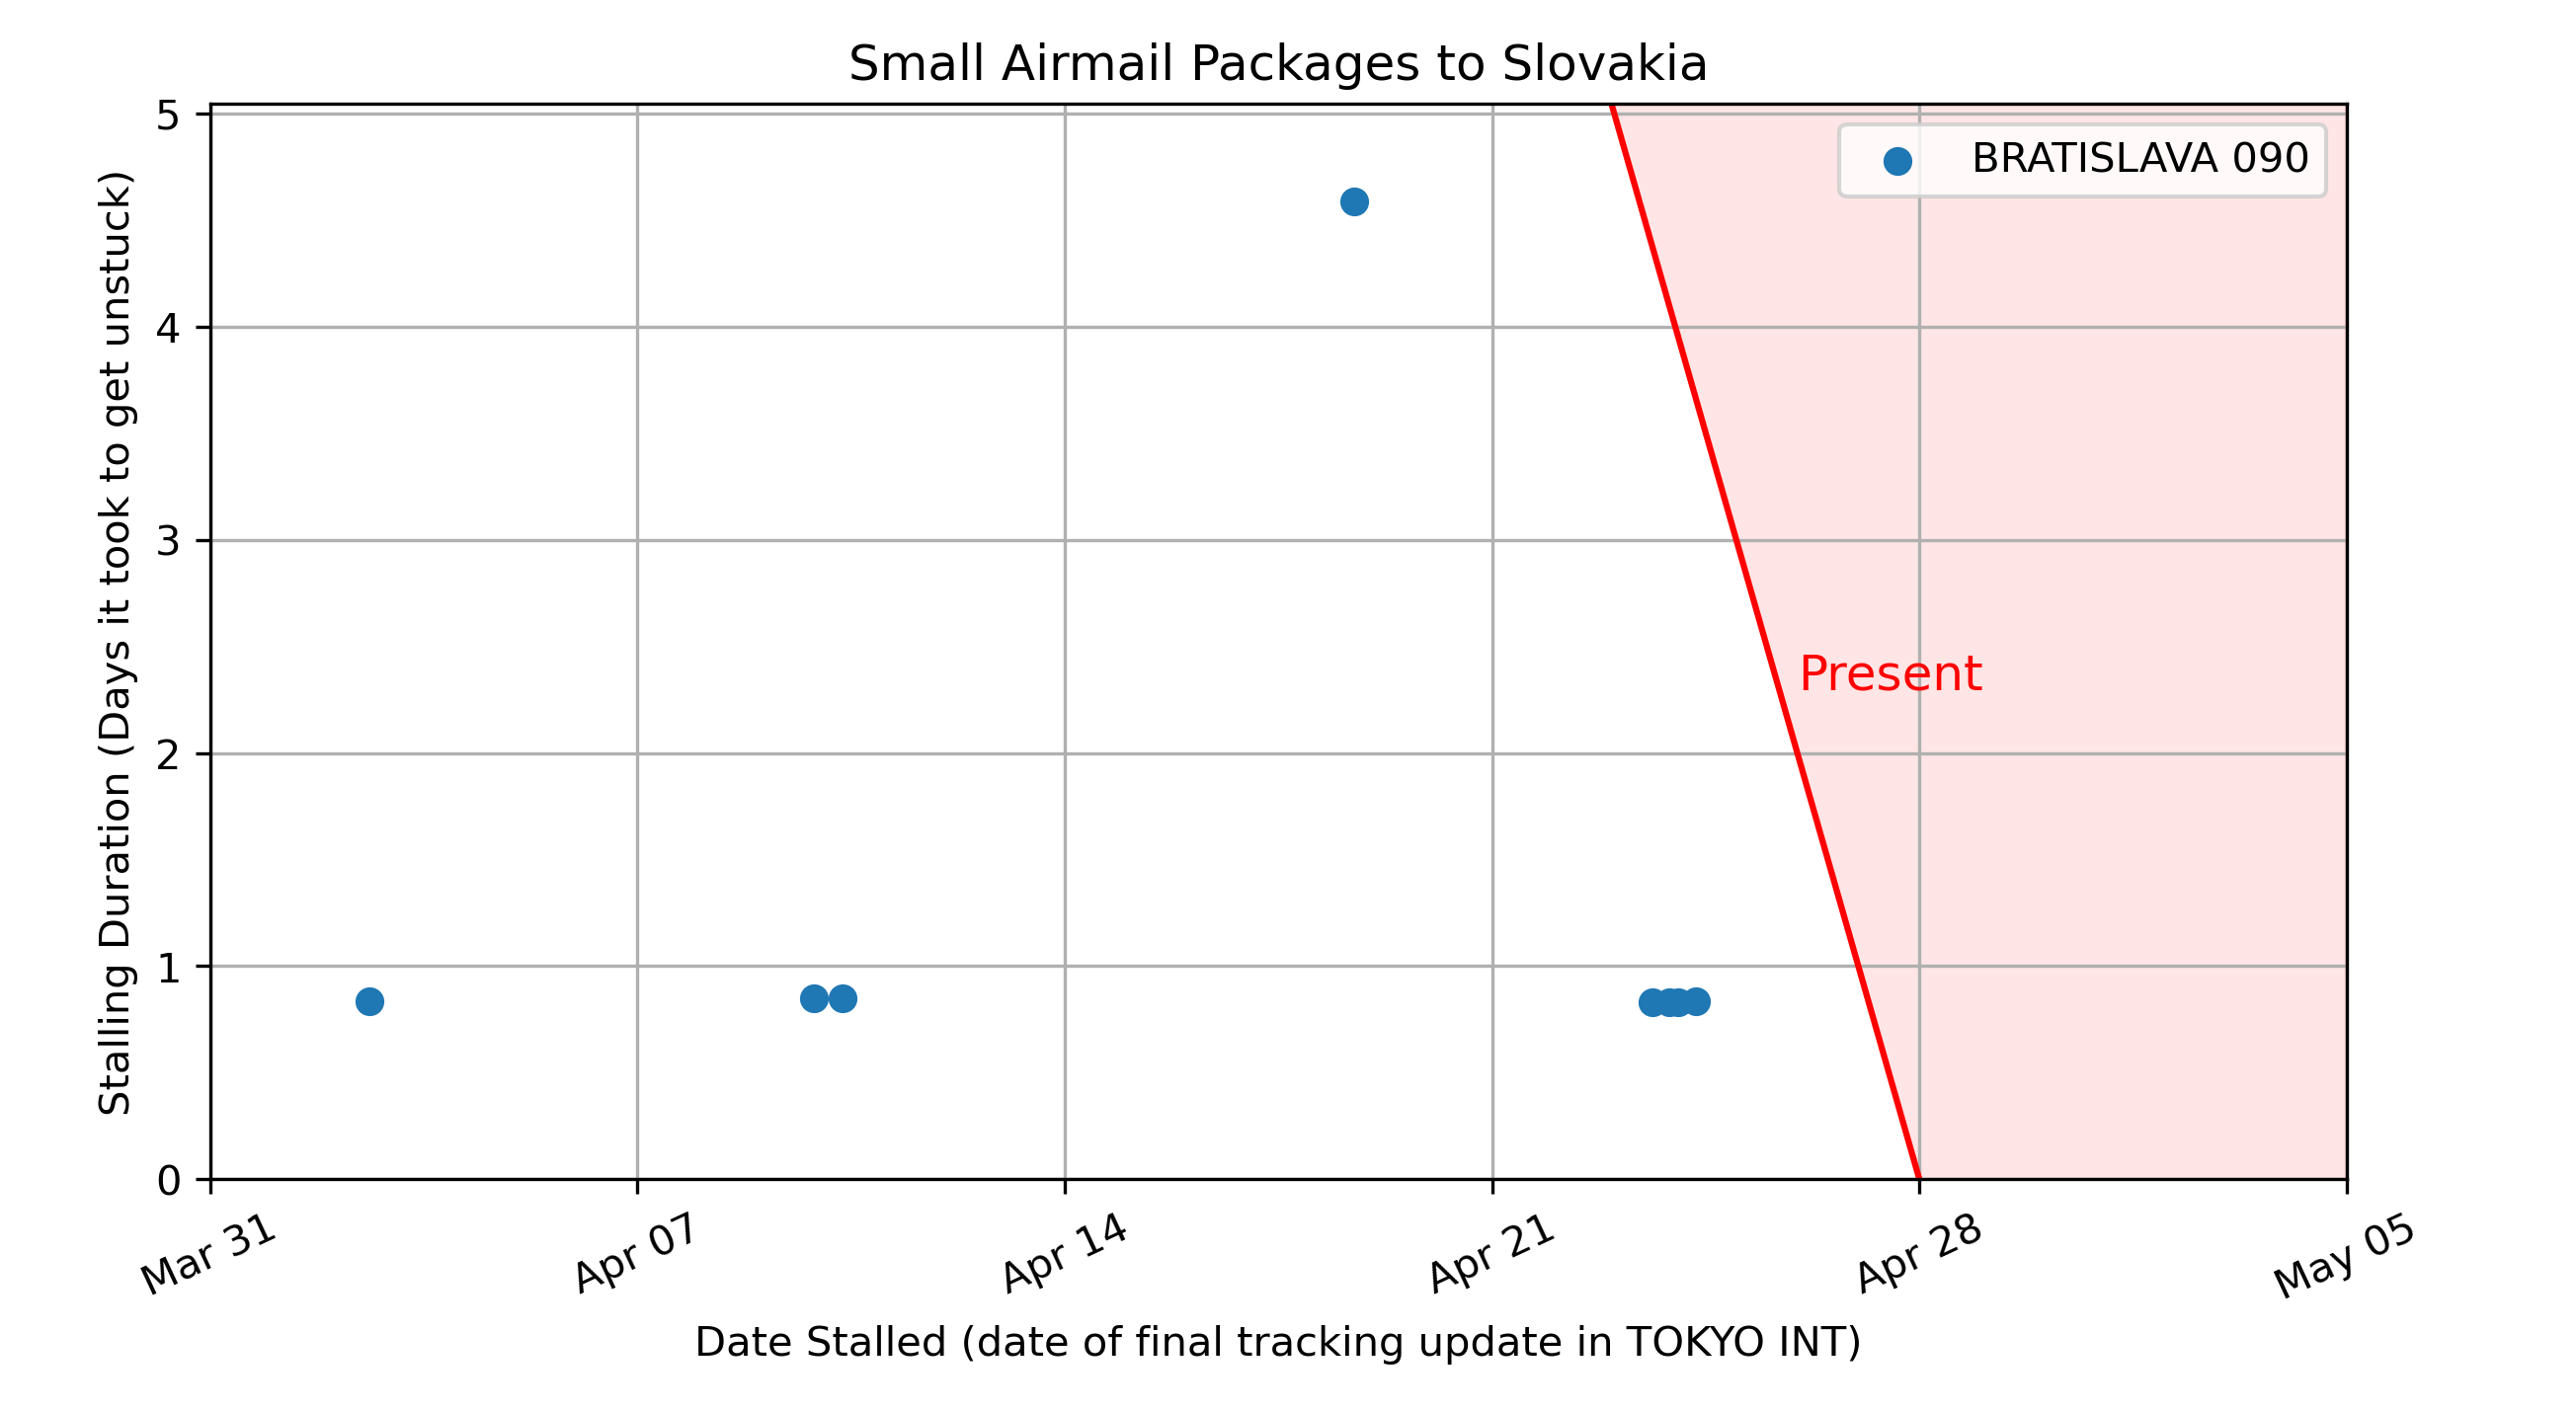 Small Airmail Packages to Slovakia
Stalling Duration (Days it took to get unstuck)
5
4
3
2
1
0
BRATISLAVA 090
Present
Mar 31
Apr 07
Apr 14
Apr 21
Apr 28
May 05
Date Stalled (date of final tracking update in TOKYO INT)